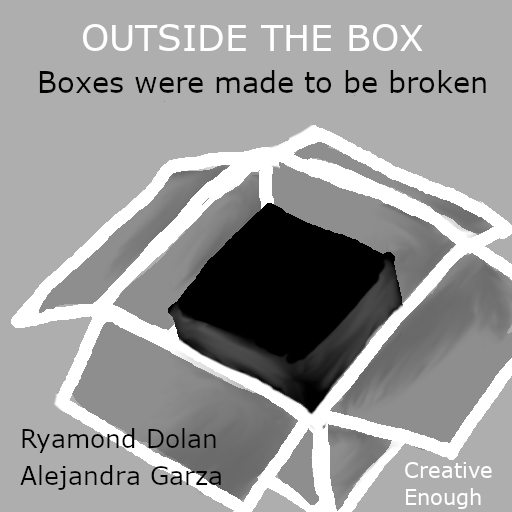 OUTSIDE THE BOX
Boxes were made to be broken
Ryamond Dolan
Alejandra Garza
Creative
Enough